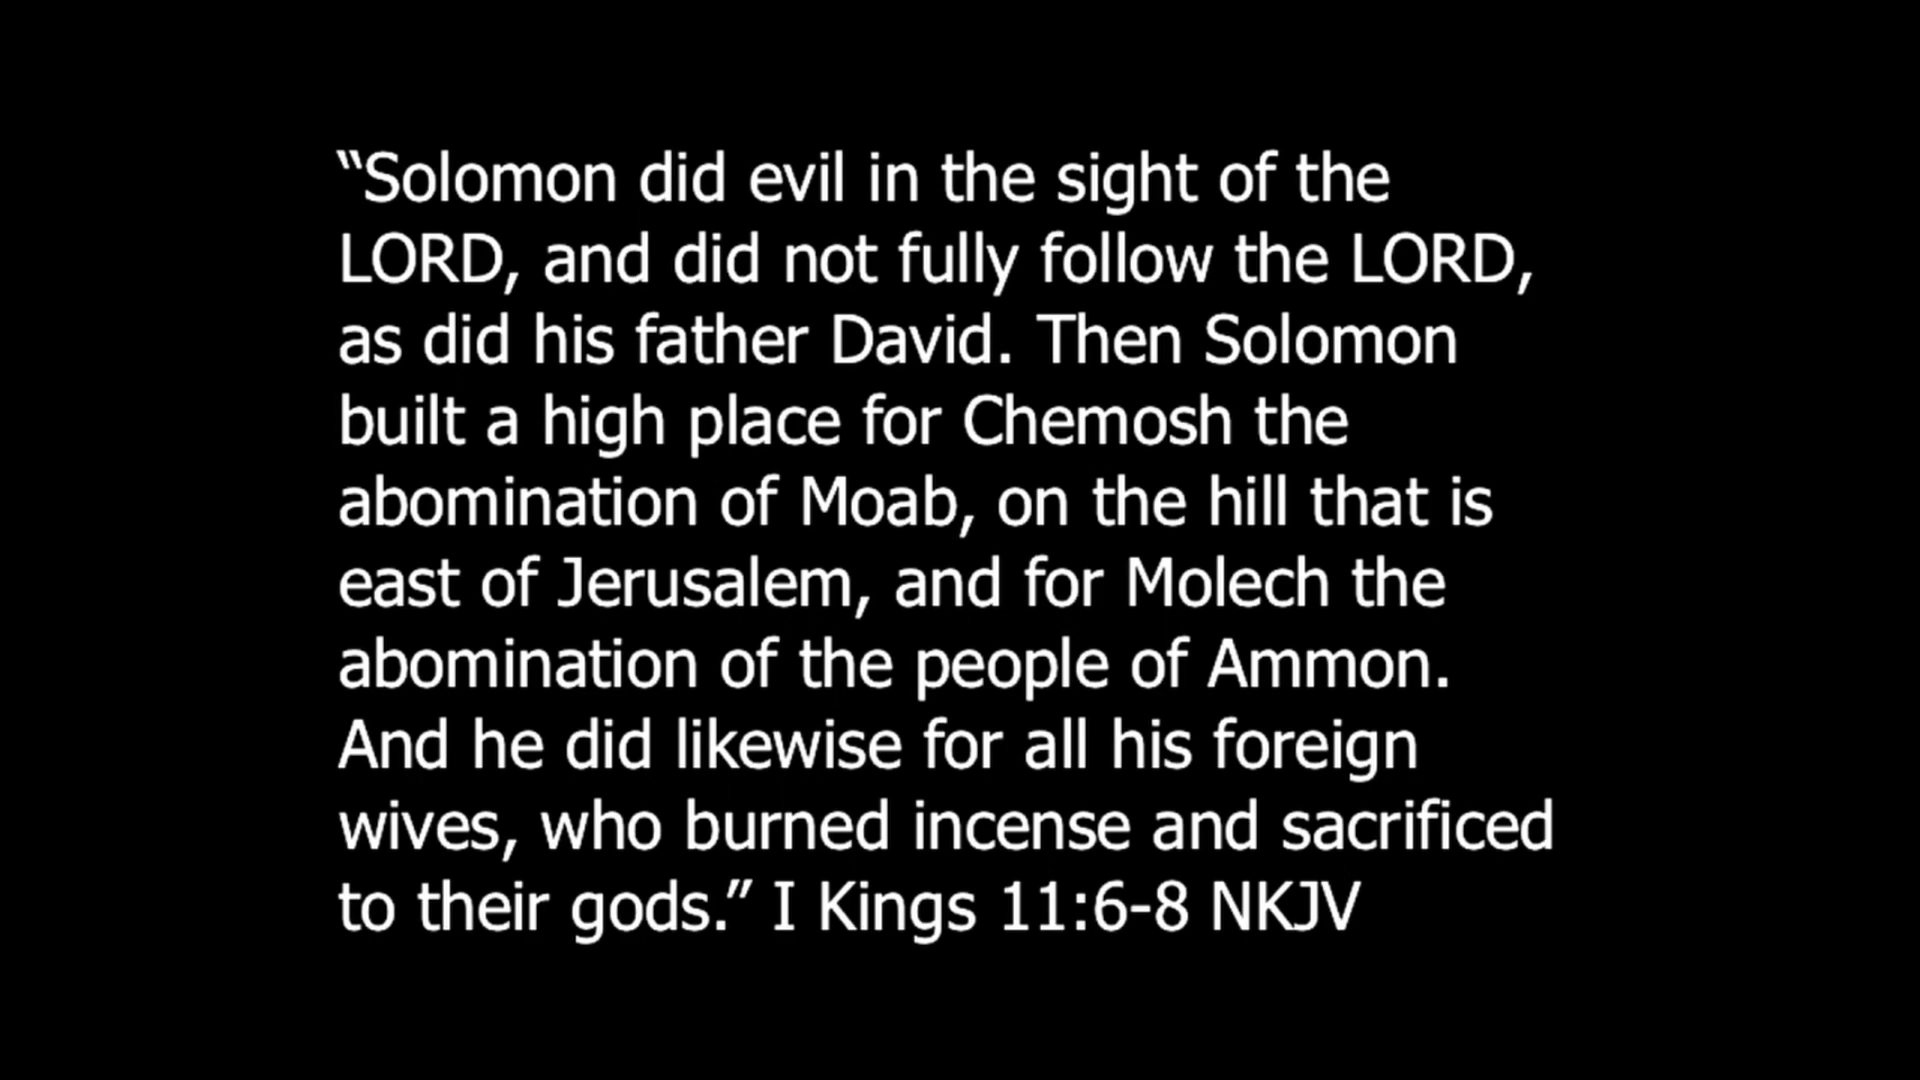 “Solomon did evil in the sight of the
LORD, and did not fully follow the LORD,
as did his father David. Then Solomon
built a high place for Chemosh the
abomination of Moab, on the hill that is
east of Jerusalem, and for Molech the
abomination of the people of Ammon.
And he did likewise for all his foreign
wives, who burned incense and sacrificed
to their gods.” I Kings 11:6-8 NKJV